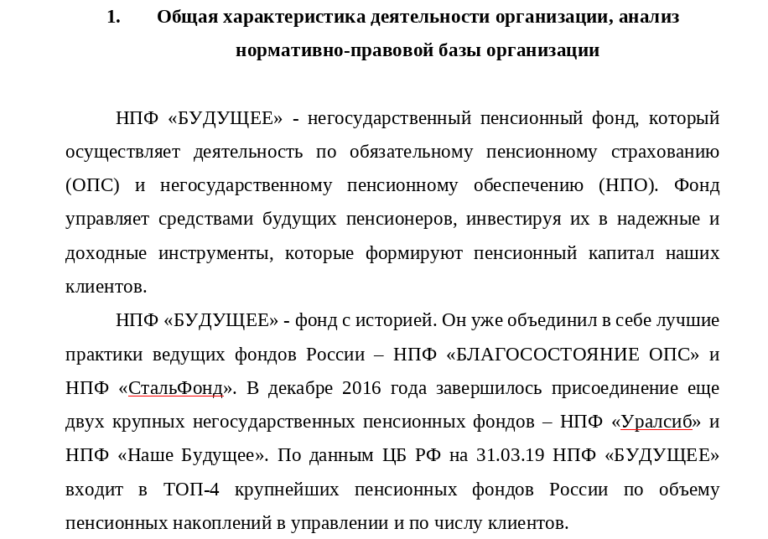 1. Общая характеристика деятельности организации, анализ
нормативно-правовой базы организации
НПФ «БУДУЩЕЕ» - негосударственный пенсионный фонд, который
осуществляет деятельность по обязательному пенсионному страхованию
(ОПС) и негосударственному пенсионному обеспечению (НПО). Фонд
управляет средствами будущих пенсионеров, инвестируя их в надежные и
доходные инструменты, которые формируют пенсионный капитал наших
клиентов.
НПФ «БУДУЩЕЕ» - фонд с историей. Он уже объединил в себе лучшие
практики ведущих фондов России – НПФ «БЛАГОСОСТОЯНИЕ ОПС» и
НПФ «СтальФонд». В декабре 2016 года завершилось присоединение еще
двух крупных негосударственных пенсионных фондов – НПФ «Уралсиб» и
НПФ «Наше Будущее». По данным ЦБ РФ на 31.03.19 НПФ «БУДУЩЕЕ»
входит в ТОП-4 крупнейших пенсионных фондов России по объему
пенсионных накоплений в управлении и по числу клиентов.